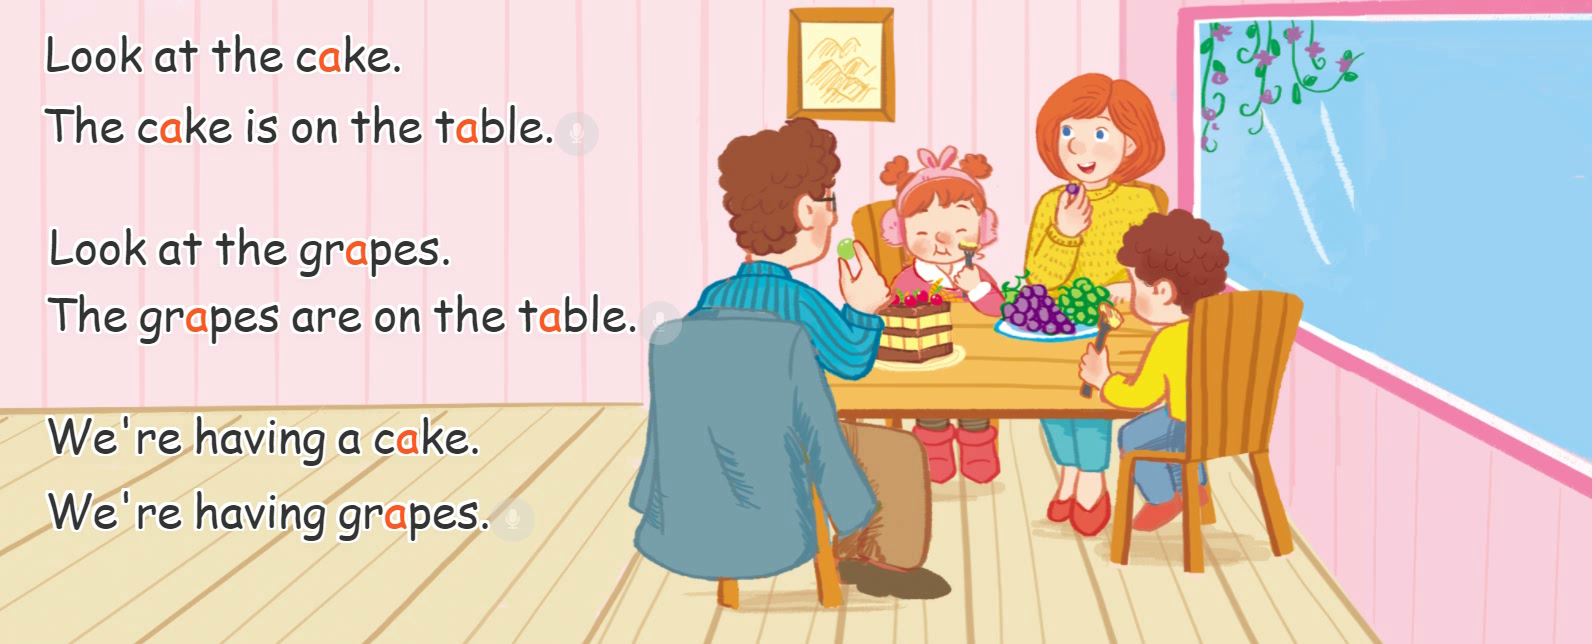 Look at the cake.
The cake is on the table.
Look at the grapes.
The grapes are on the table.
We're having a cake.
We're having grapes.